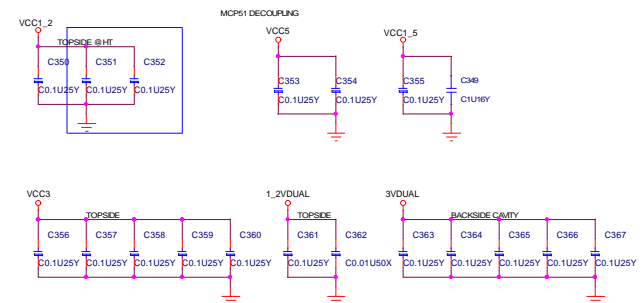 MCP51 DECOUPLING
VCC1_2
VCC5
VCC1_5
TOPSIDE @HT
C350 C351 C352
C353 C354
C355 C349
C0.1U25Y C0.1U25Y C0.1U25Y
C0.1U25Y C0.1U25Y
C0.1U25Y C1U16Y
VCC3
1_2VDUAL
3VDUAL
TOPSIDE
TOPSIDE
BACKSIDE CAVITY
C356 C357 C358 C359 C360
C361 C362
C363 C364 C365 C366 C367
C0.1U25Y C0.1U25Y C0.1U25Y C0.1U25Y C0.1U25Y
C0.1U25Y C0.01U50X
C0.1U25Y C0.1U25Y C0.1U25Y C0.1U25Y C0.1U25Y